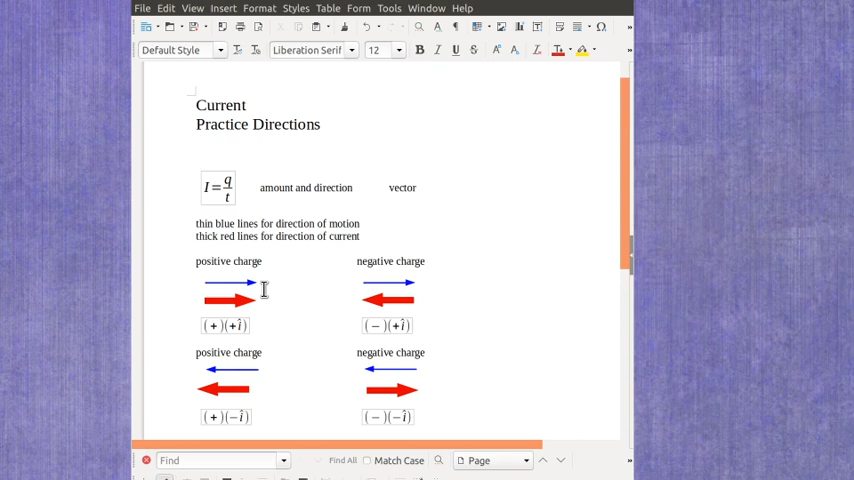 File Edit View Insert Format Styles Table Form Tools Window Help
Default Style Liberation Serif 12
Current
Practice Directions
I = q/t amount and direction vector
thin blue lines for direction of motion
thick red lines for direction of current
positive charge negative charge
(+)(+î) (−)(+î)
positive charge negative charge
(+)(−î) (−)(−î)
Find Find All Match Case Page